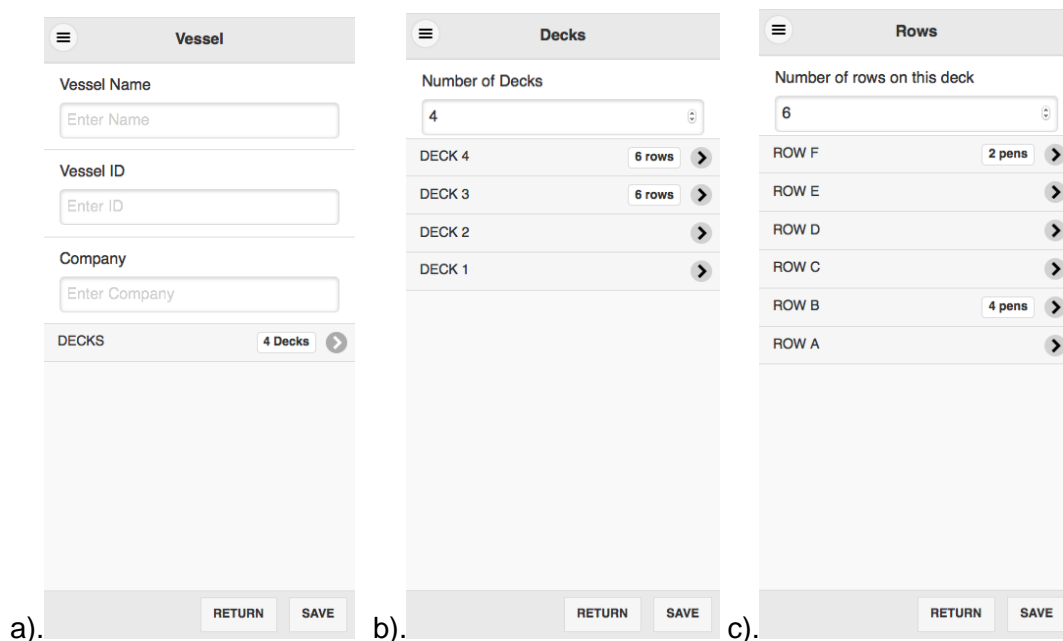 Vessel
Vessel Name
Enter Name
Vessel ID
Enter ID
Company
Enter Company
DECKS 4 Decks
RETURN SAVE
a).
Decks
Number of Decks
4
DECK 4 6 rows
DECK 3 6 rows
DECK 2
DECK 1
RETURN SAVE
b).
Rows
Number of rows on this deck
6
ROW F 2 pens
ROW E
ROW D
ROW C
ROW B 4 pens
ROW A
RETURN SAVE
c).